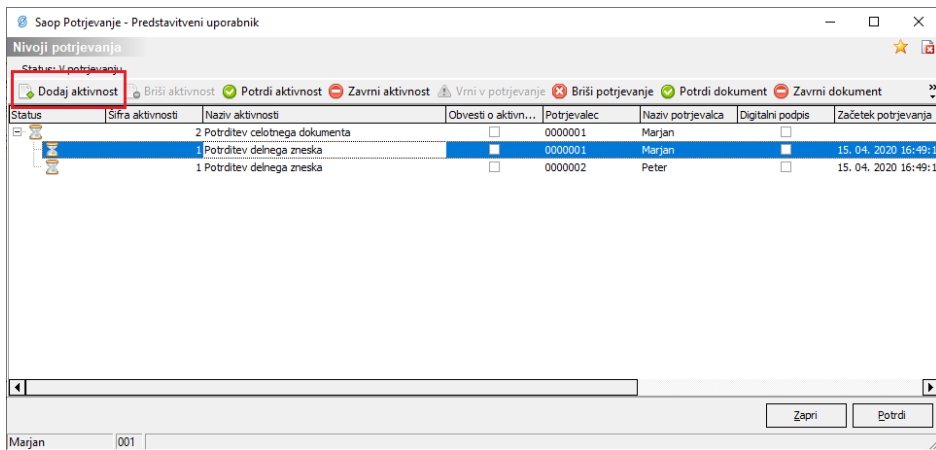 Saop Potrjevanje - Predstavitveni uporabnik
Nivoji potrjevanja
Status: V potrjevanju
Dodaj aktivnost Briši aktivnost Potrdi aktivnost Zavrni aktivnost Vrni v potrjevanje Briši potrjevanje Potrdi dokument Zavrni dokument
Status Šifra aktivnosti Naziv aktivnosti Obvesti o aktivn... Potrjevalec Naziv potrjevalca Digitalni podpis Začetek potrjevanja
2 Potrditev celotnega dokumenta 0000001 Marjan
1 Potrditev delnega zneska 0000001 Marjan 15. 04. 2020 16:49:1
1 Potrditev delnega zneska 0000002 Peter 15. 04. 2020 16:49:1
Zapri Potrdi
Marjan 001